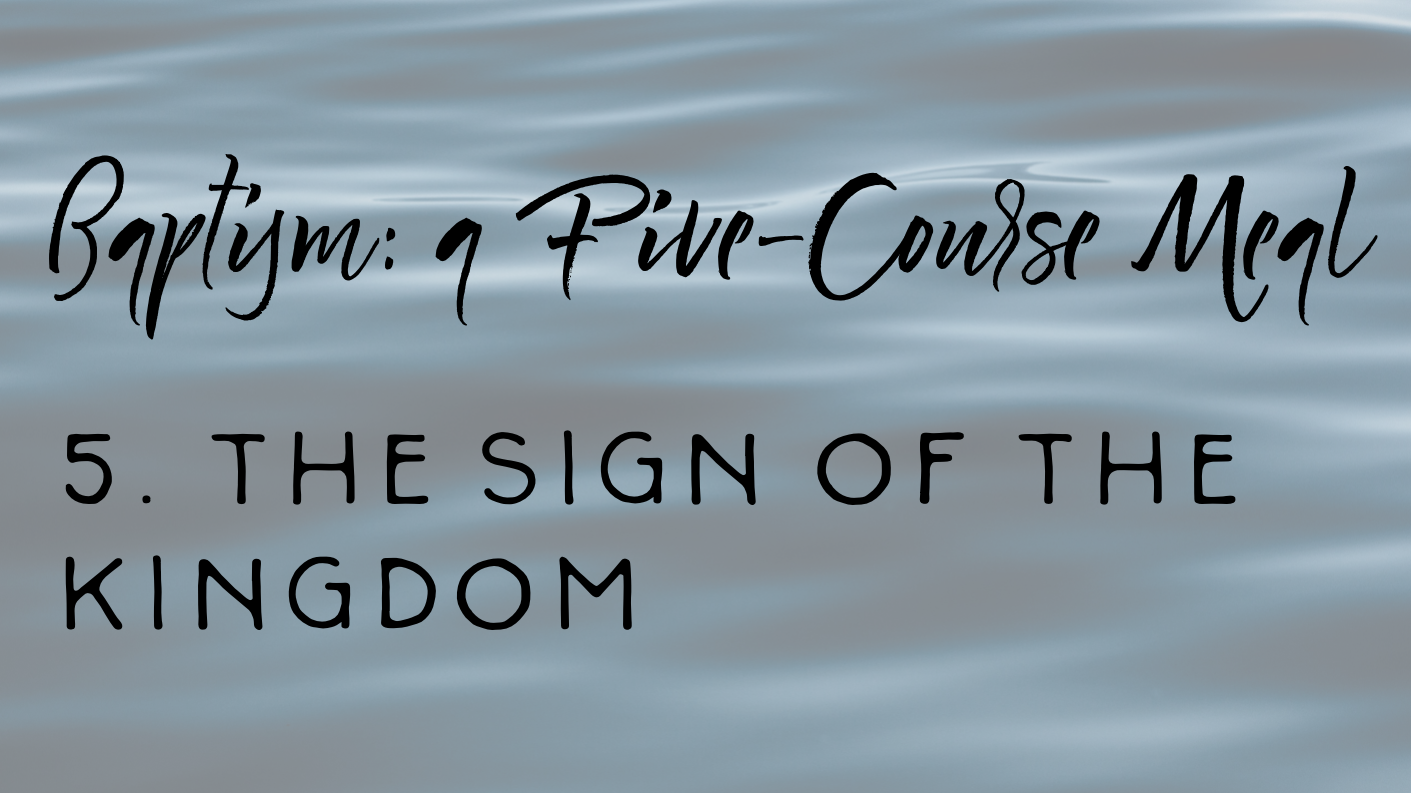 Baptism: a Five-Course Meal
5. THE SIGN OF THE
KINGDOM